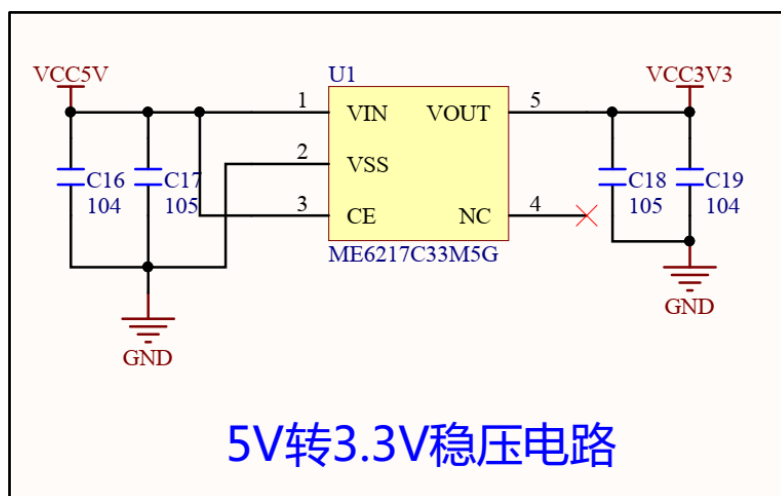 VCC5V
U1
VCC3V3
1
VIN
VOUT
5
2
VSS
C16
104
C17
105
C18
105
C19
104
3
CE
NC
4
ME6217C33M5G
GND
GND
5V转3.3V稳压电路